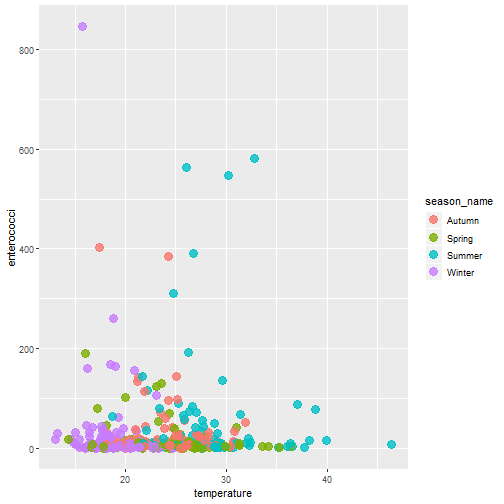 800
600
400
200
0
enterococci
20
30
40
temperature
season_name
Autumn
Spring
Summer
Winter